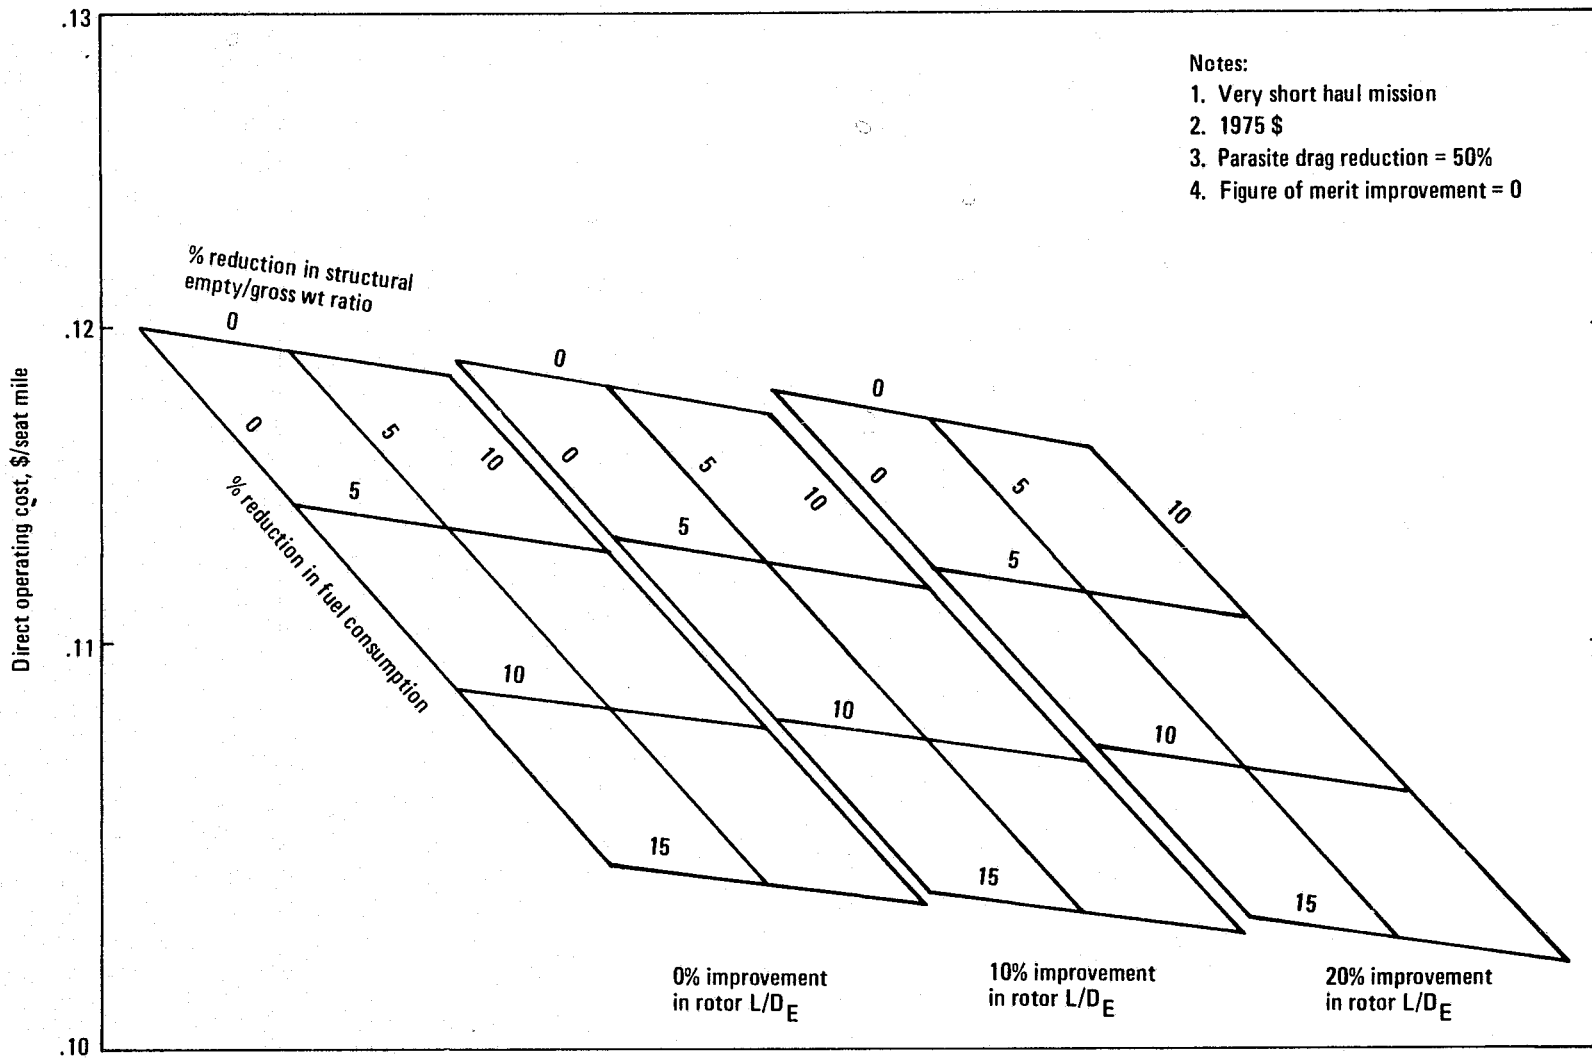 .13
Notes:
1. Very short haul mission
2. 1975 $
3. Parasite drag reduction = 50%
4. Figure of merit improvement = 0
% reduction in structural
empty/gross wt ratio
.12
0
0
0
0
5
10
0
5
10
0
5
10
Direct operating cost, $/seat mile
% reduction in fuel consumption
5
5
5
.11
10
10
10
15
15
15
0% improvement
in rotor L/D_E
10% improvement
in rotor L/D_E
20% improvement
in rotor L/D_E
.10